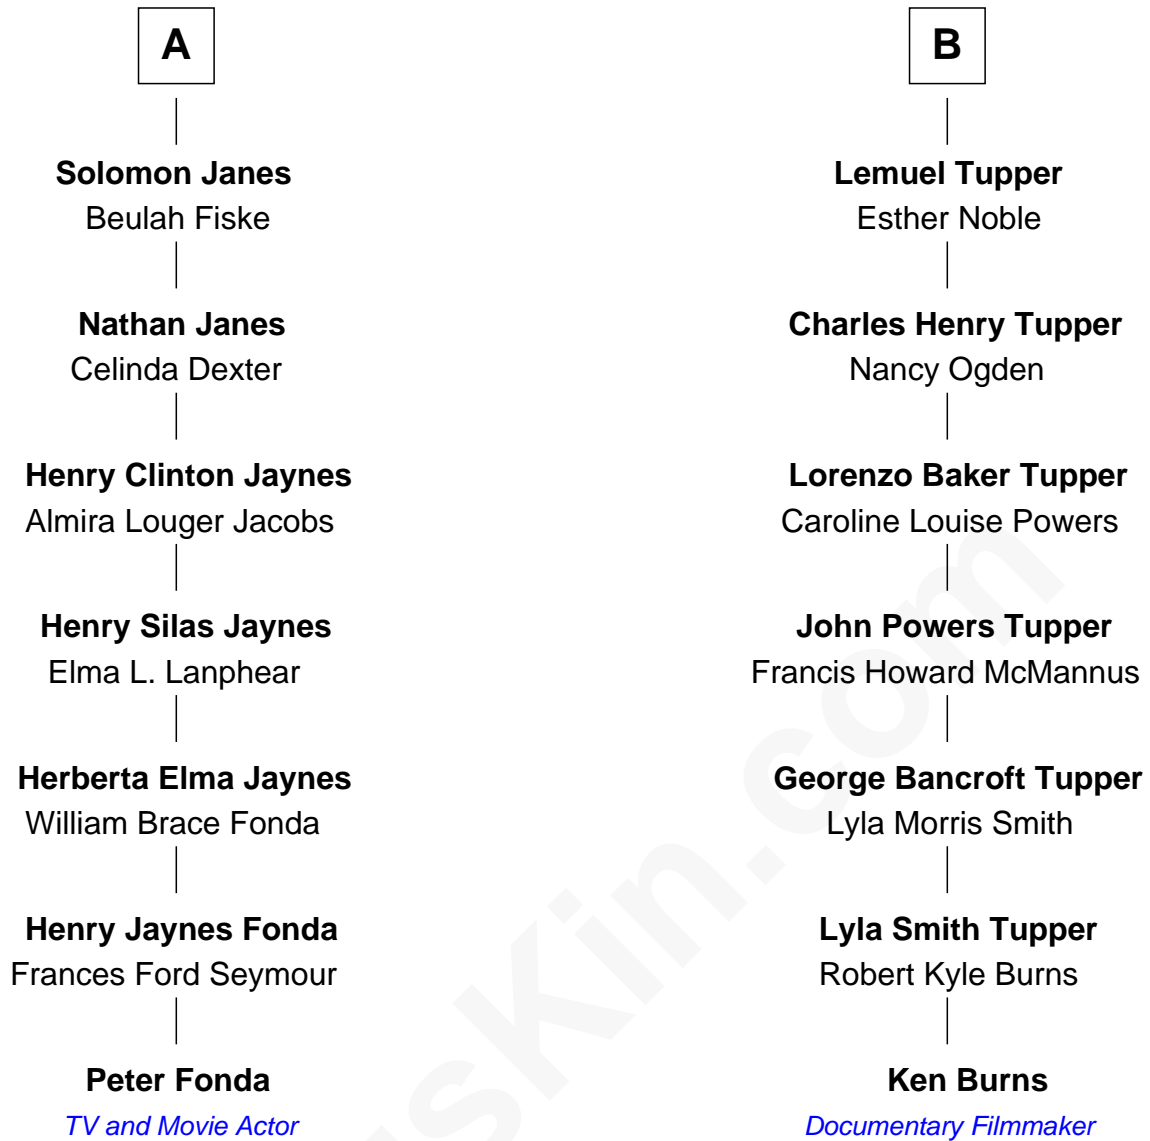 A
Solomon Janes
Beulah Fiske
Nathan Janes
Celinda Dexter
Henry Clinton Jaynes
Almira Louger Jacobs
Henry Silas Jaynes
Elma L. Lanphear
Herberta Elma Jaynes
William Brace Fonda
Henry Jaynes Fonda
Frances Ford Seymour
Peter Fonda
TV and Movie Actor
B
Lemuel Tupper
Esther Noble
Charles Henry Tupper
Nancy Ogden
Lorenzo Baker Tupper
Caroline Louise Powers
John Powers Tupper
Francis Howard McMannus
George Bancroft Tupper
Lyla Morris Smith
Lyla Smith Tupper
Robert Kyle Burns
Ken Burns
Documentary Filmmaker